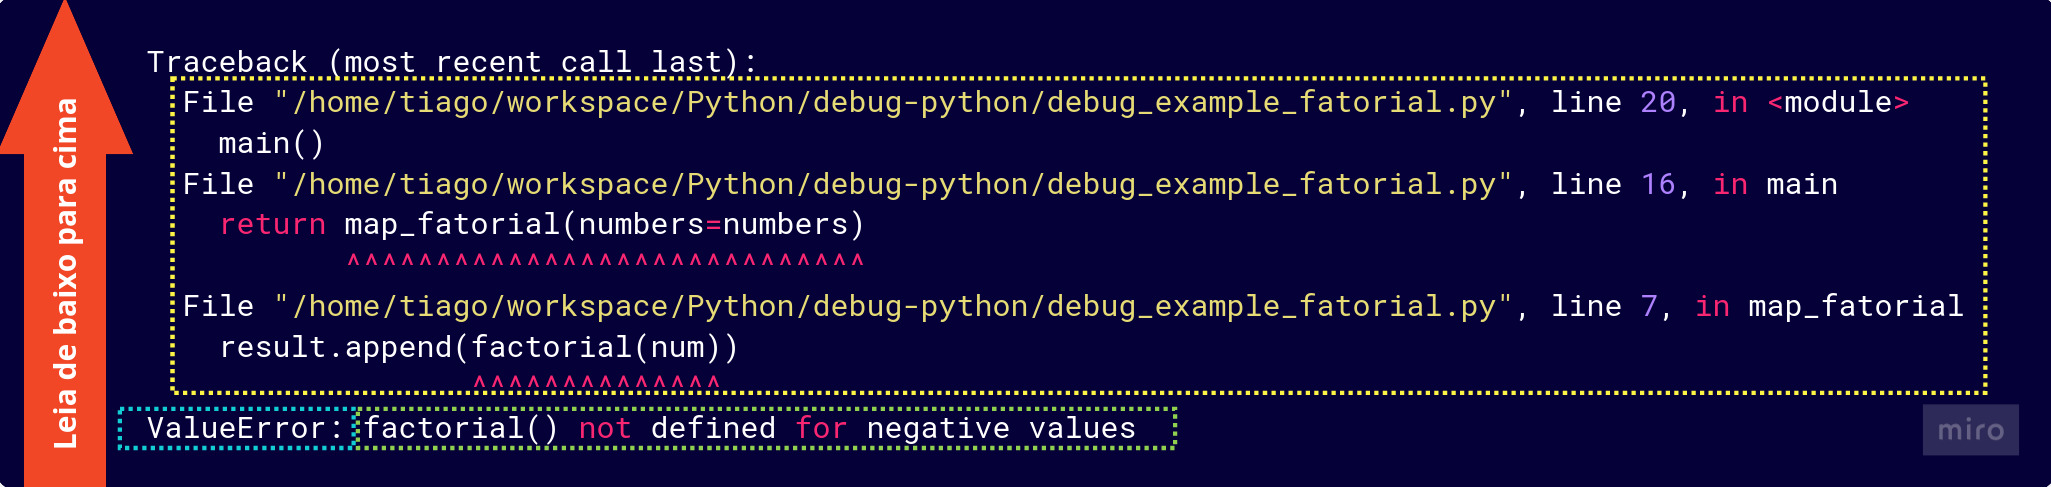 Leia de baixo para cima
Traceback (most recent call last):
File "/home/tiago/workspace/Python/debug-python/debug_example_fatorial.py", line 20, in <module>
main()
File "/home/tiago/workspace/Python/debug-python/debug_example_fatorial.py", line 16, in main
return map_fatorial(numbers=numbers)
^^^^^^^^^^^^^^^^^^^^^^^^^^^^^
File "/home/tiago/workspace/Python/debug-python/debug_example_fatorial.py", line 7, in map_fatorial
result.append(factorial(num))
^^^^^^^^^^^^^^
ValueError: factorial() not defined for negative values
miro